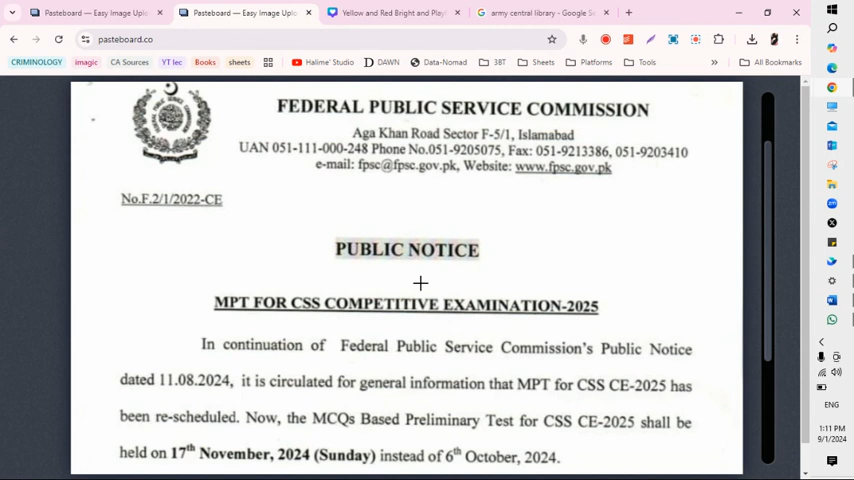 Pasteboard — Easy Image Uplo
Pasteboard — Easy Image Uplo
Yellow and Red Bright and Play
army central library - Google Se
pasteboard.co
CRIMINOLOGY
imagic
CA Sources
YT lec
Books
sheets
Halime' Studio
DAWN
Data-Nomad
3BT
Sheets
Platforms
Tools
»
All Bookmarks
FEDERAL PUBLIC SERVICE COMMISSION
Aga Khan Road Sector F-5/1, Islamabad
UAN 051-111-000-248 Phone No.051-9205075, Fax: 051-9213386, 051-9203410
e-mail: fpsc@fpsc.gov.pk, Website: www.fpsc.gov.pk
No.F.2/1/2022-CE
PUBLIC NOTICE
MPT FOR CSS COMPETITIVE EXAMINATION-2025
In continuation of Federal Public Service Commission's Public Notice
dated 11.08.2024, it is circulated for general information that MPT for CSS CE-2025 has
been re-scheduled. Now, the MCQs Based Preliminary Test for CSS CE-2025 shall be
held on 17th November, 2024 (Sunday) instead of 6th October, 2024.
ENG
1:11 PM
9/1/2024